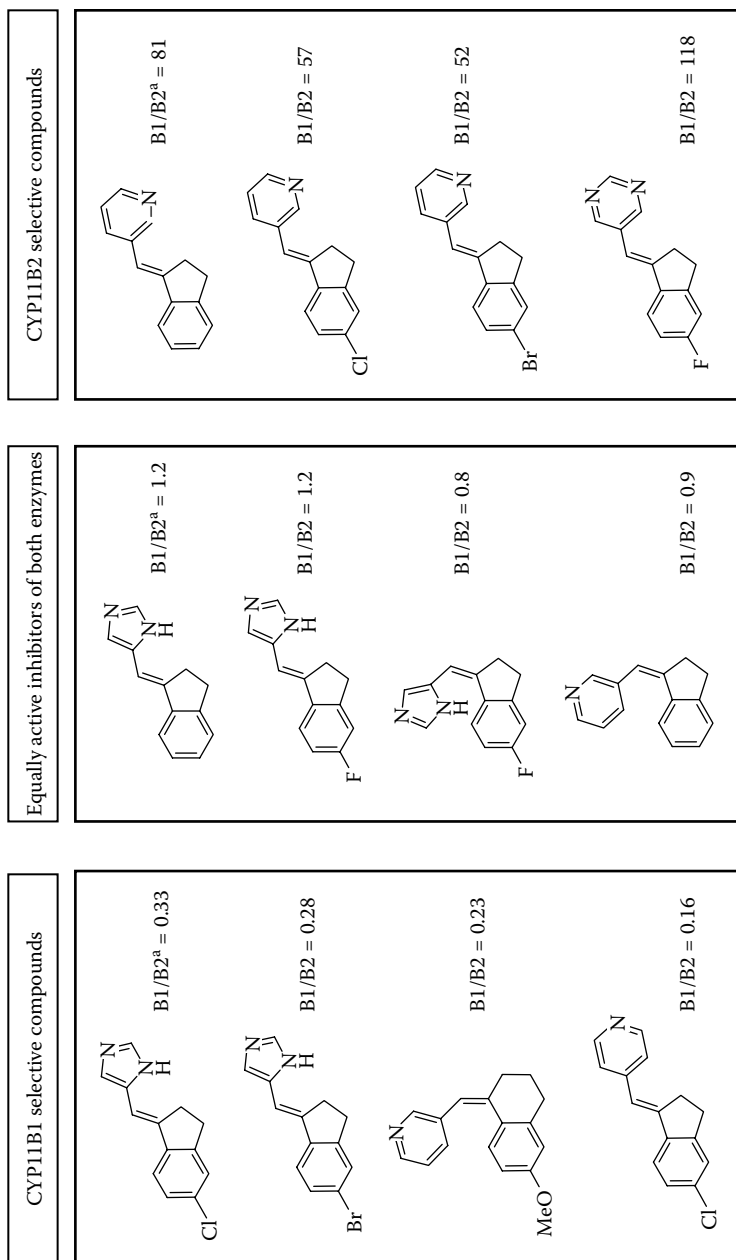 CYP11B1 selective compounds
N
N
H
Cl
B1/B2ᵃ = 0.33
N
N
H
Br
B1/B2 = 0.28
N
MeO
B1/B2 = 0.23
N
Cl
B1/B2 = 0.16
Equally active inhibitors of both enzymes
N
N
H
B1/B2ᵃ = 1.2
N
N
H
F
B1/B2 = 1.2
N
N
H
F
B1/B2 = 0.8
N
B1/B2 = 0.9
CYP11B2 selective compounds
N
B1/B2ᵃ = 81
N
Cl
B1/B2 = 57
N
Br
B1/B2 = 52
N
N
F
B1/B2 = 118